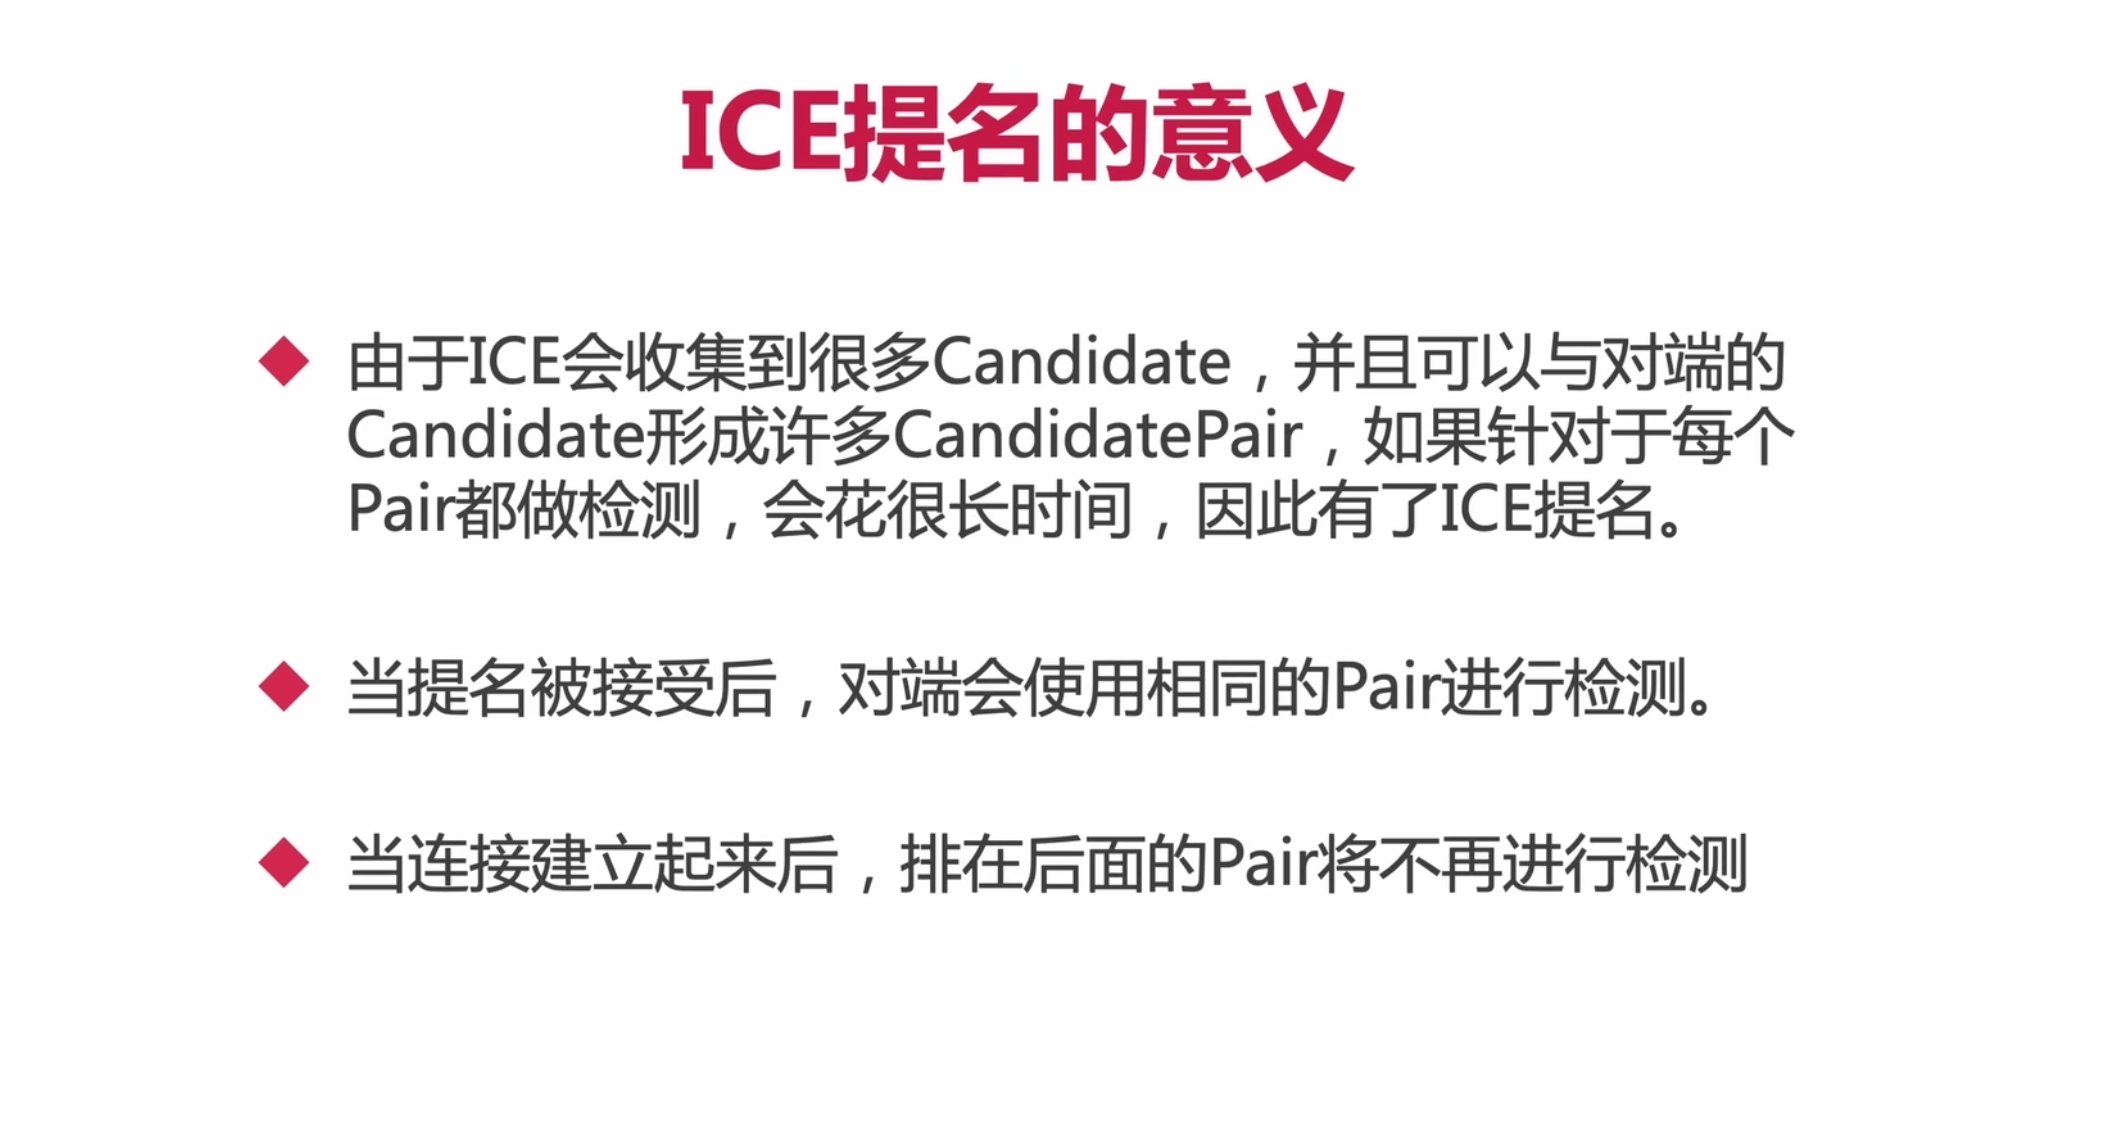 ICE提名的意义
由于ICE会收集到很多Candidate，并且可以与对端的
Candidate形成许多CandidatePair，如果针对于每个
Pair都做检测，会花很长时间，因此有了ICE提名。
当提名被接受后，对端会使用相同的Pair进行检测。
当连接建立起来后，排在后面的Pair将不再进行检测